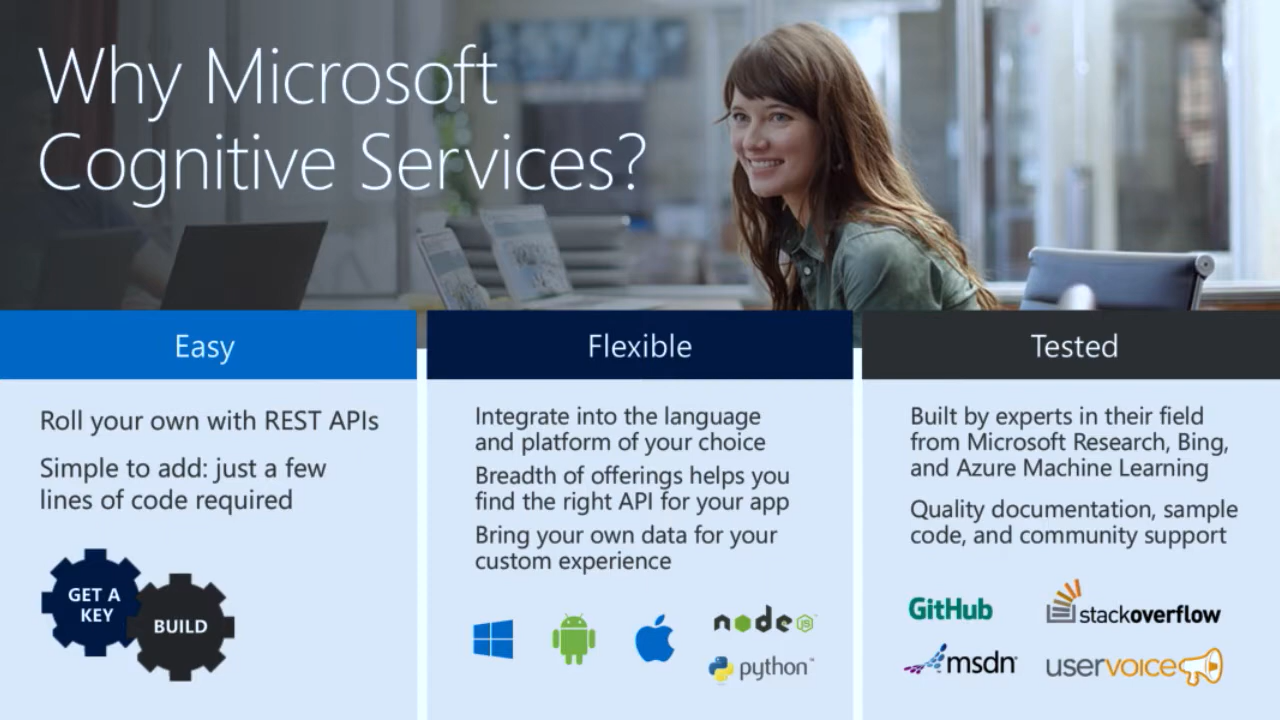 Why Microsoft
Cognitive Services?
Easy
Roll your own with REST APIs
Simple to add: just a few
lines of code required
GET A
KEY
BUILD
Flexible
Integrate into the language
and platform of your choice
Breadth of offerings helps you
find the right API for your app
Bring your own data for your
custom experience
node
JS
python™
Tested
Built by experts in their field
from Microsoft Research, Bing,
and Azure Machine Learning
Quality documentation, sample
code, and community support
GitHub
stackoverflow
msdn
uservoice